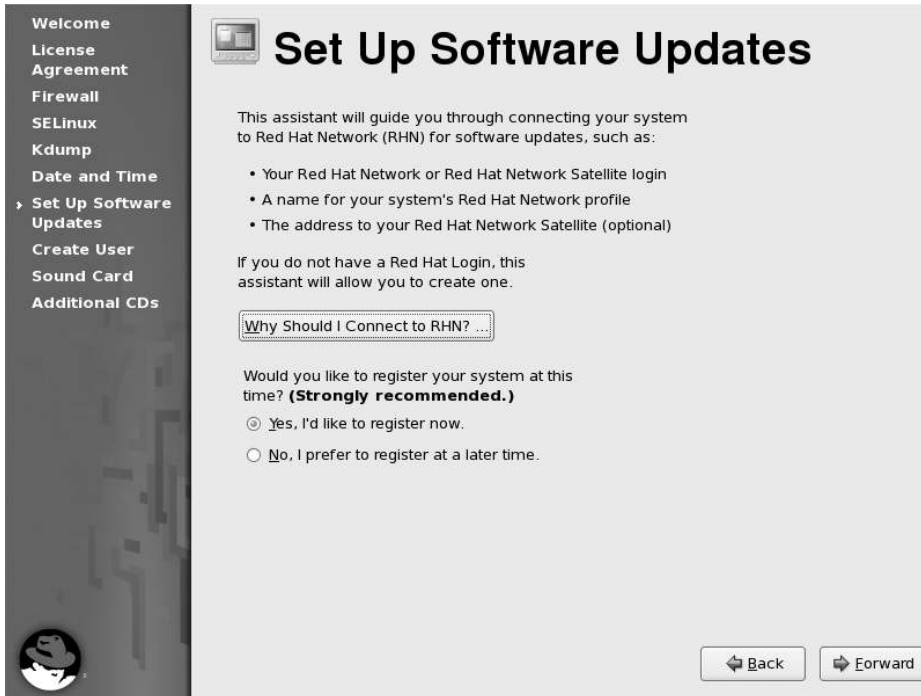 Welcome
License
Agreement
Firewall
SELinux
Kdump
Date and Time
Set Up Software
Updates
Create User
Sound Card
Additional CDs
Set Up Software Updates
This assistant will guide you through connecting your system
to Red Hat Network (RHN) for software updates, such as:
• Your Red Hat Network or Red Hat Network Satellite login
• A name for your system's Red Hat Network profile
• The address to your Red Hat Network Satellite (optional)
If you do not have a Red Hat Login, this
assistant will allow you to create one.
Why Should I Connect to RHN? ...
Would you like to register your system at this
time? (Strongly recommended.)
Yes, I'd like to register now.
No, I prefer to register at a later time.
Back
Forward